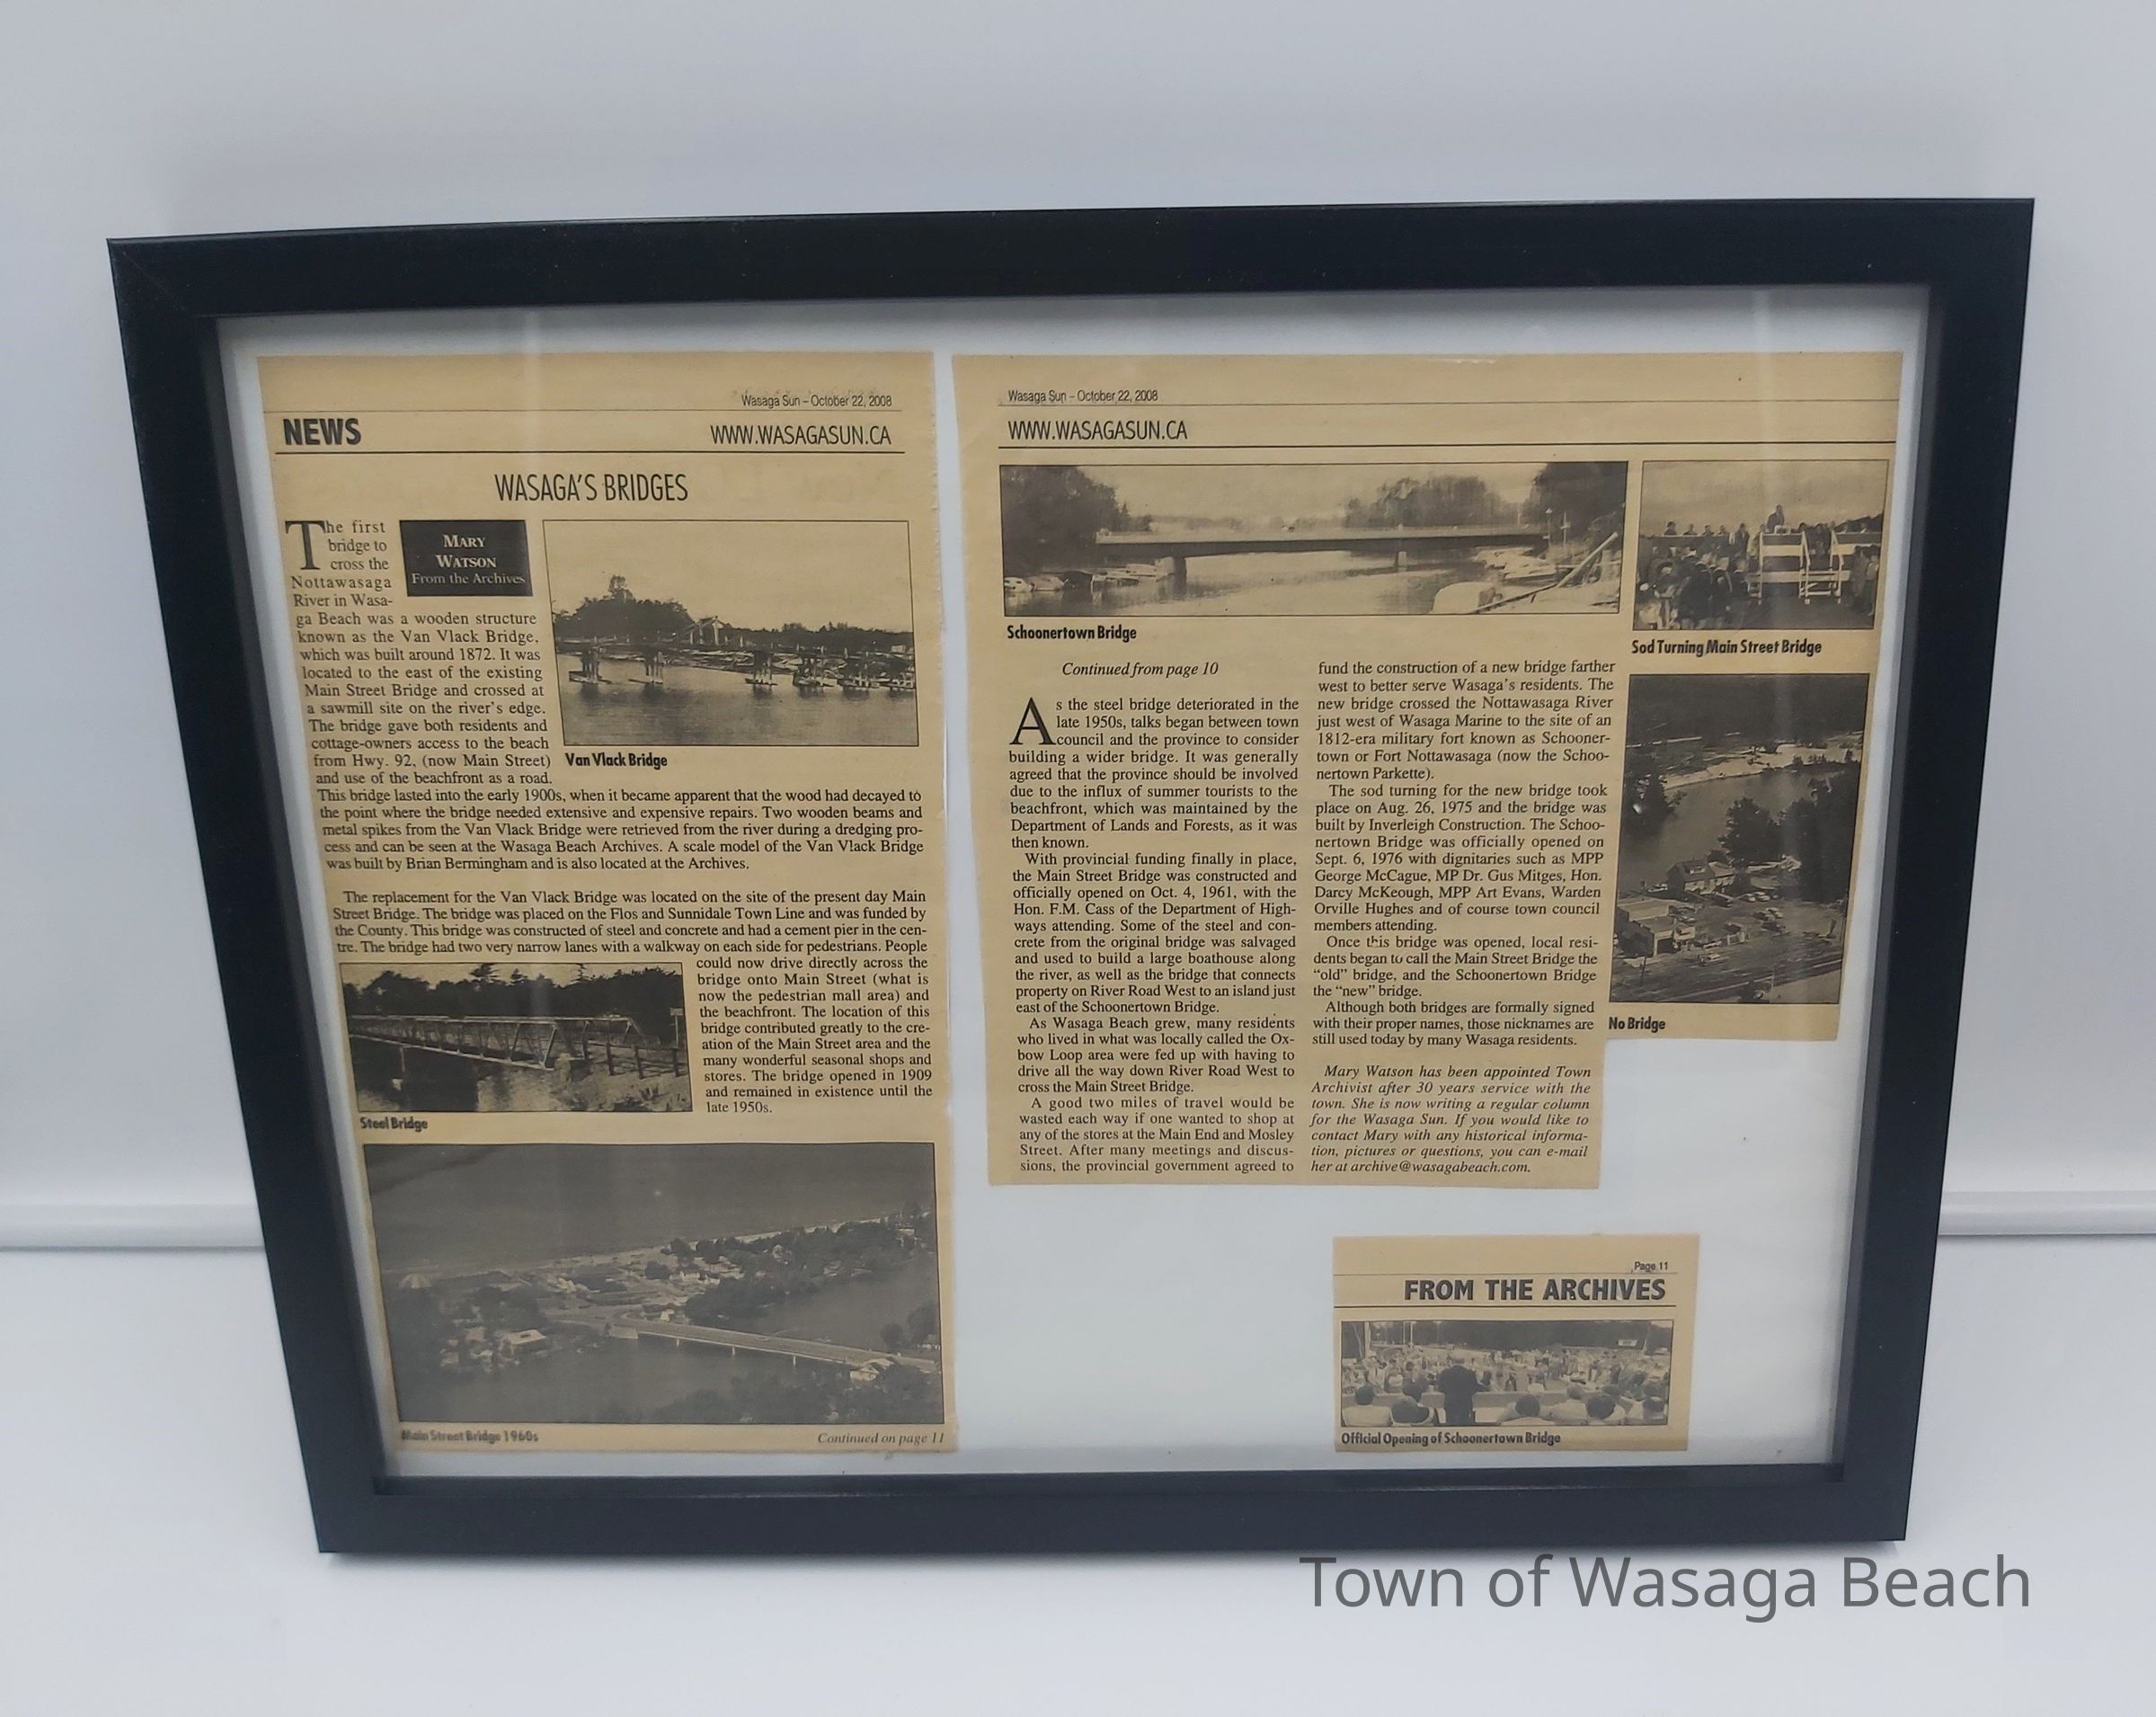 Wasaga Sun – October 22, 2008
NEWS
WWW.WASAGASUN.CA
WASAGA'S BRIDGES
The first
bridge to
cross the
Nottawasaga
River in Wasa-
MARY
WATSON
From the Archives
ga Beach was a wooden structure
known as the Van Vlack Bridge,
which was built around 1872. It was
located to the east of the existing
Main Street Bridge and crossed at
a sawmill site on the river's edge.
The bridge gave both residents and
cottage-owners access to the beach
from Hwy. 92, (now Main Street)
and use of the beachfront as a road.
Van Vlack Bridge
This bridge lasted into the early 1900s, when it became apparent that the wood had decayed to
the point where the bridge needed extensive and expensive repairs. Two wooden beams and
metal spikes from the Van Vlack Bridge were retrieved from the river during a dredging pro-
cess and can be seen at the Wasaga Beach Archives. A scale model of the Van Vlack Bridge
was built by Brian Bermingham and is also located at the Archives.
The replacement for the Van Vlack Bridge was located on the site of the present day Main
Street Bridge. The bridge was placed on the Flos and Sunnidale Town Line and was funded by
the County. This bridge was constructed of steel and concrete and had a cement pier in the cen-
tre. The bridge had two very narrow lanes with a walkway on each side for pedestrians. People
could now drive directly across the
bridge onto Main Street (what is
now the pedestrian mall area) and
the beachfront. The location of this
bridge contributed greatly to the cre-
ation of the Main Street area and the
many wonderful seasonal shops and
stores. The bridge opened in 1909
and remained in existence until the
late 1950s.
Steel Bridge
Main Street Bridge 1960s
Continued on page 11
Wasaga Sun – October 22, 2008
WWW.WASAGASUN.CA
Schoonertown Bridge
Sod Turning Main Street Bridge
Continued from page 10
As the steel bridge deteriorated in the
late 1950s, talks began between town
council and the province to consider
building a wider bridge. It was generally
agreed that the province should be involved
due to the influx of summer tourists to the
beachfront, which was maintained by the
Department of Lands and Forests, as it was
then known.
With provincial funding finally in place,
the Main Street Bridge was constructed and
officially opened on Oct. 4, 1961, with the
Hon. F.M. Cass of the Department of High-
ways attending. Some of the steel and con-
crete from the original bridge was salvaged
and used to build a large boathouse along
the river, as well as the bridge that connects
property on River Road West to an island just
east of the Schoonertown Bridge.
As Wasaga Beach grew, many residents
who lived in what was locally called the Ox-
bow Loop area were fed up with having to
drive all the way down River Road West to
cross the Main Street Bridge.
A good two miles of travel would be
wasted each way if one wanted to shop at
any of the stores at the Main End and Mosley
Street. After many meetings and discus-
sions, the provincial government agreed to
fund the construction of a new bridge farther
west to better serve Wasaga's residents. The
new bridge crossed the Nottawasaga River
just west of Wasaga Marine to the site of an
1812-era military fort known as Schooner-
town or Fort Nottawasaga (now the Schoo-
nertown Parkette).
The sod turning for the new bridge took
place on Aug. 26, 1975 and the bridge was
built by Inverleigh Construction. The Schoo-
nertown Bridge was officially opened on
Sept. 6, 1976 with dignitaries such as MPP
George McCague, MP Dr. Gus Mitges, Hon.
Darcy McKeough, MPP Art Evans, Warden
Orville Hughes and of course town council
members attending.
Once this bridge was opened, local resi-
dents began to call the Main Street Bridge the
“old” bridge, and the Schoonertown Bridge
the “new” bridge.
Although both bridges are formally signed
with their proper names, those nicknames are
still used today by many Wasaga residents.
Mary Watson has been appointed Town
Archivist after 30 years service with the
town. She is now writing a regular column
for the Wasaga Sun. If you would like to
contact Mary with any historical informa-
tion, pictures or questions, you can e-mail
her at archive@wasagabeach.com.
No Bridge
Page 11
FROM THE ARCHIVES
Official Opening of Schoonertown Bridge
Town of Wasaga Beach